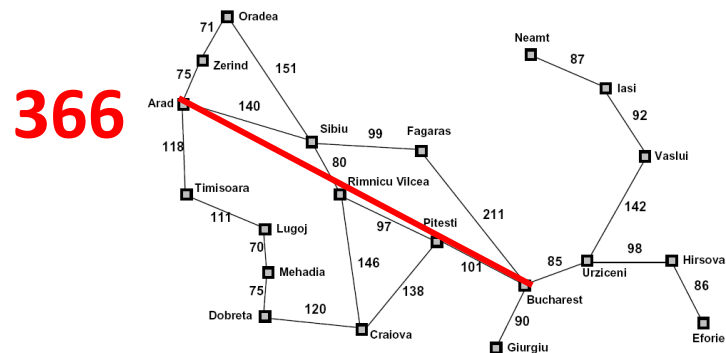 71
Oradea
Neamt
87
Zerind
75
151
Iasi
366
Arad
140
92
Sibiu
99
Fagaras
118
80
Vaslui
Rimnicu Vilcea
Timisoara
111
97
Pitesti
211
142
Lugoj
70
146
101
85
98
Hirsova
Mehadia
Urziceni
75
138
86
Bucharest
120
Dobreta
90
Craiova
Eforie
Giurgiu